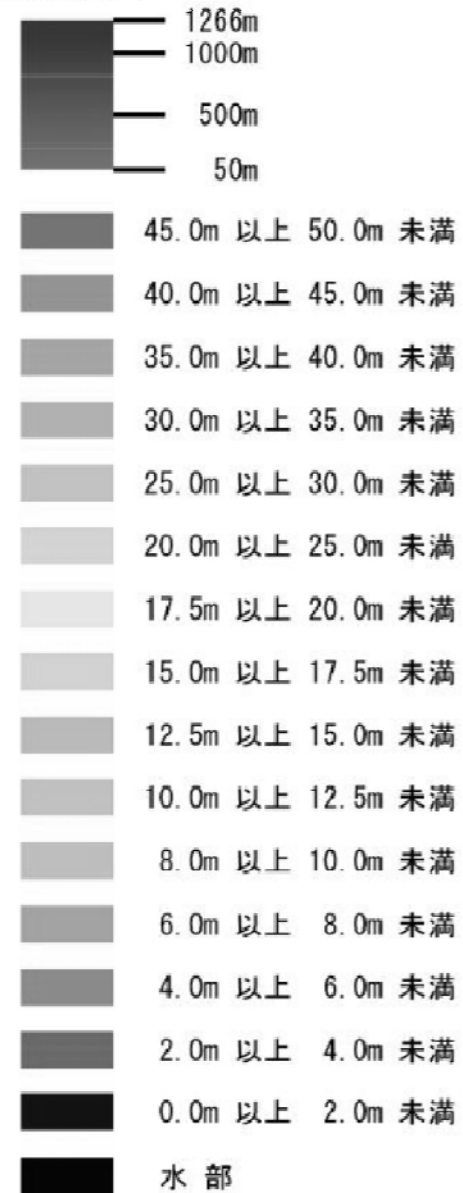 1266m
1000m
500m
50m
45.0m 以上 50.0m 未満
40.0m 以上 45.0m 未満
35.0m 以上 40.0m 未満
30.0m 以上 35.0m 未満
25.0m 以上 30.0m 未満
20.0m 以上 25.0m 未満
17.5m 以上 20.0m 未満
15.0m 以上 17.5m 未満
12.5m 以上 15.0m 未満
10.0m 以上 12.5m 未満
8.0m 以上 10.0m 未満
6.0m 以上 8.0m 未満
4.0m 以上 6.0m 未満
2.0m 以上 4.0m 未満
0.0m 以上 2.0m 未満
水 部